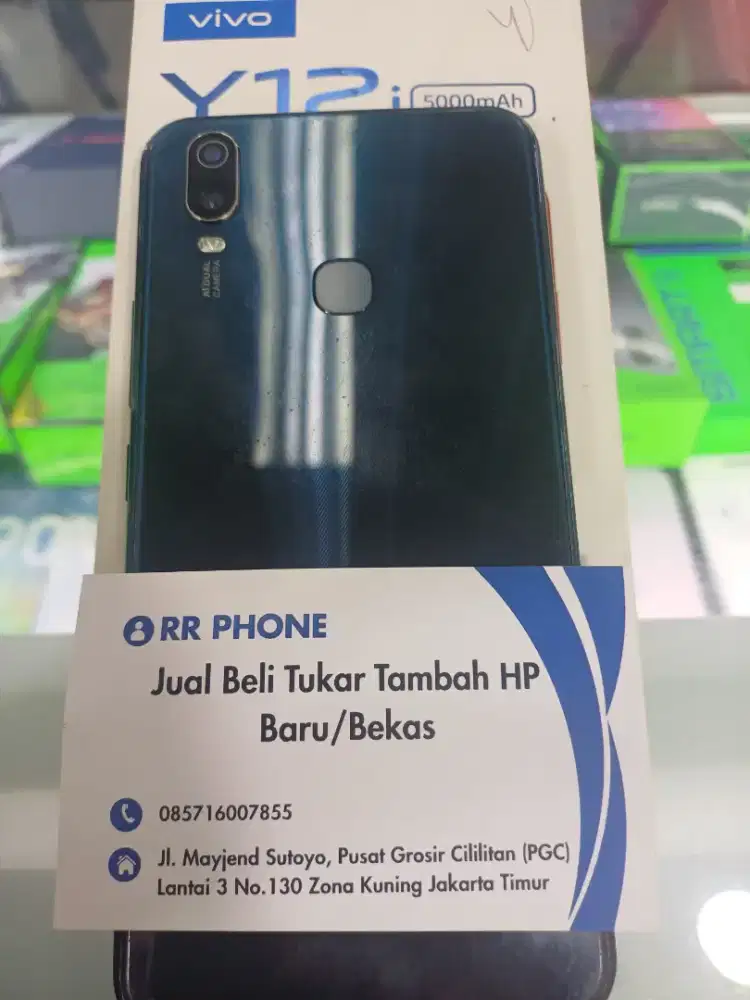 vivo
Y12i 5000mAh
AI DUAL
CAMERA
RR PHONE
Jual Beli Tukar Tambah HP
Baru/Bekas
085716007855
Jl. Mayjend Sutoyo, Pusat Grosir Cililitan (PGC)
Lantai 3 No.130 Zona Kuning Jakarta Timur